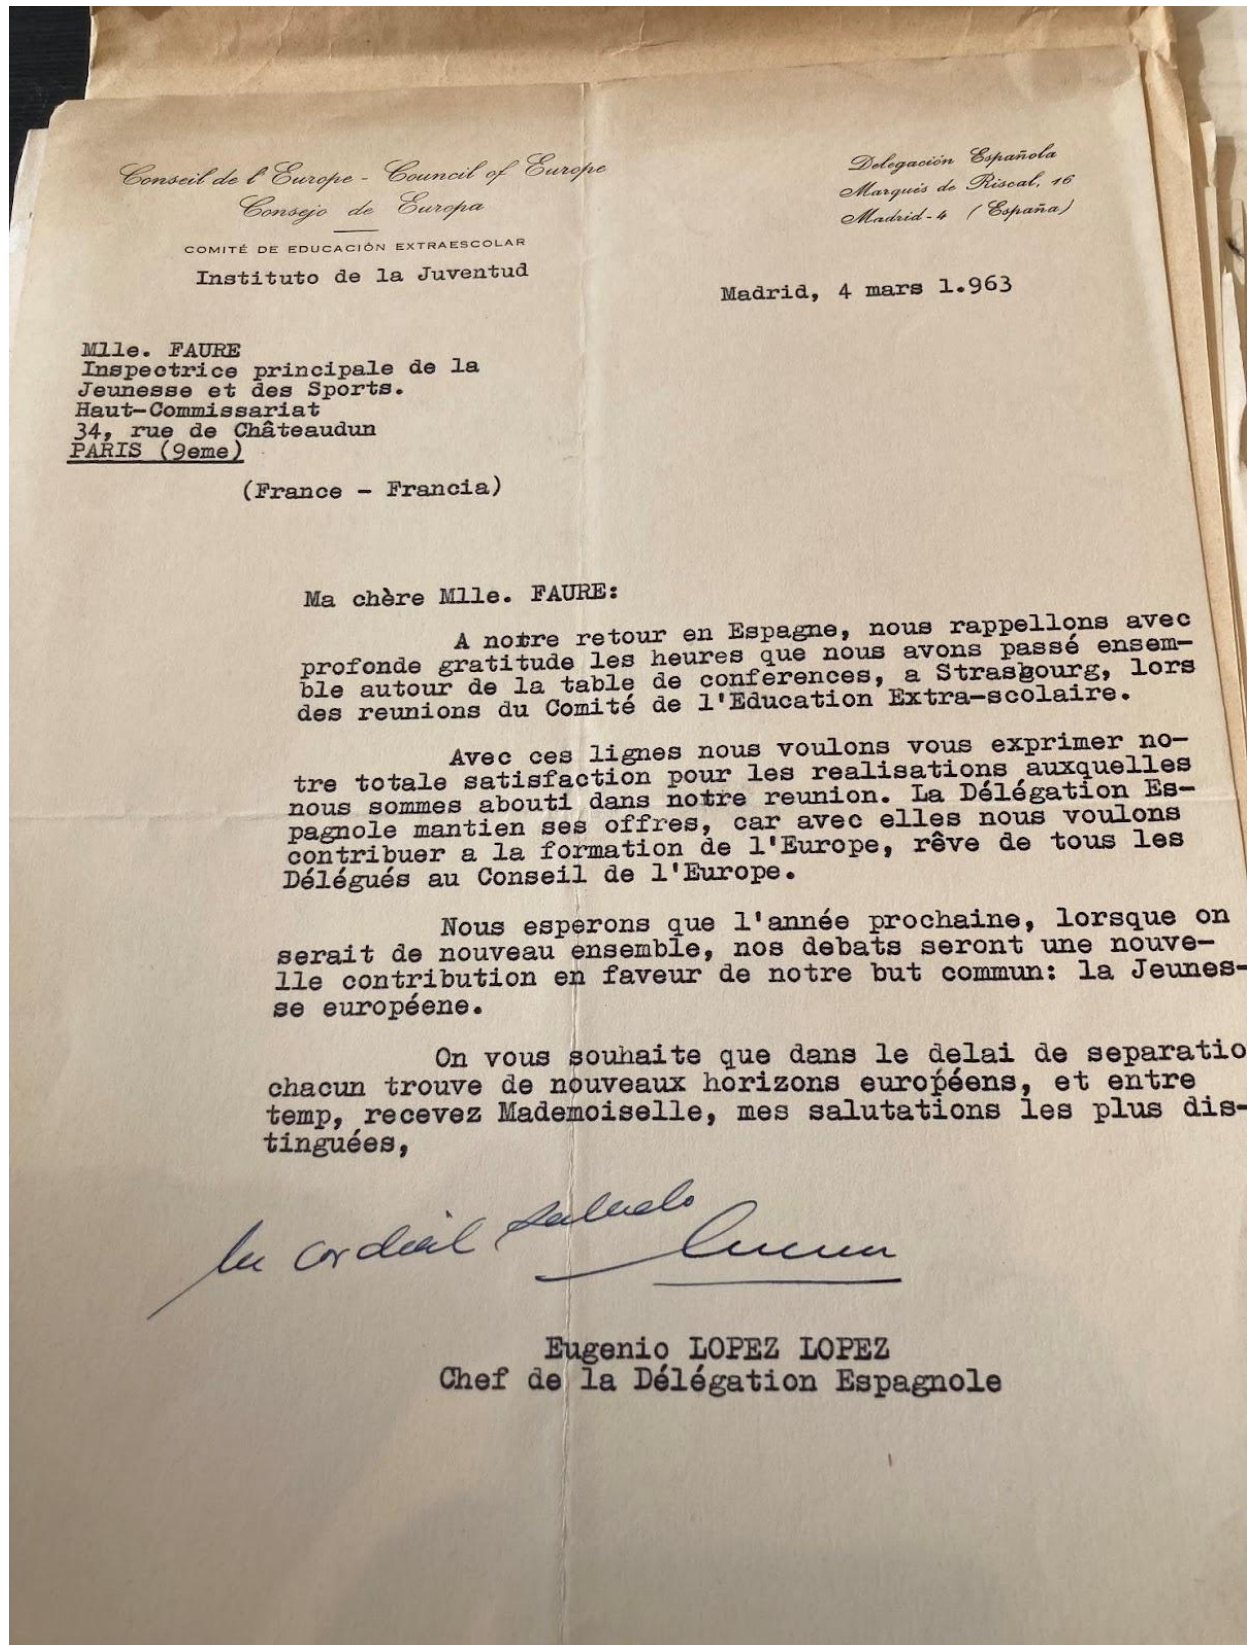 Conseil de l'Europe - Council of Europe
Consejo de Europa
COMITÉ DE EDUCACIÓN EXTRAESCOLAR
Instituto de la Juventud
Delegación Española
Marqués de Riscal, 16
Madrid-4 (España)
Madrid, 4 mars 1.963
Mlle. FAURE
Inspectrice principale de la
Jeunesse et des Sports.
Haut-Commissariat
34, rue de Châteaudun
PARIS (9eme)
(France - Francia)
Ma chère Mlle. FAURE:
A notre retour en Espagne, nous rappellons avec
profonde gratitude les heures que nous avons passé ensem-
ble autour de la table de conferences, a Strasbourg, lors
des reunions du Comité de l'Education Extra-scolaire.
Avec ces lignes nous voulons vous exprimer no-
tre totale satisfaction pour les realisations auxquelles
nous sommes abouti dans notre reunion. La Délégation Es-
pagnole mantien ses offres, car avec elles nous voulons
contribuer a la formation de l'Europe, rêve de tous les
Délégués au Conseil de l'Europe.
Nous esperons que l'année prochaine, lorsque on
serait de nouveau ensemble, nos debats seront une nouve-
lle contribution en faveur de notre but commun: la Jeunes-
se européene.
On vous souhaite que dans le delai de separatio
chacun trouve de nouveaux horizons européens, et entre
temp, recevez Mademoiselle, mes salutations les plus dis-
tinguées,
Un cordial saludo
Eugenio LOPEZ LOPEZ
Chef de la Délégation Espagnole